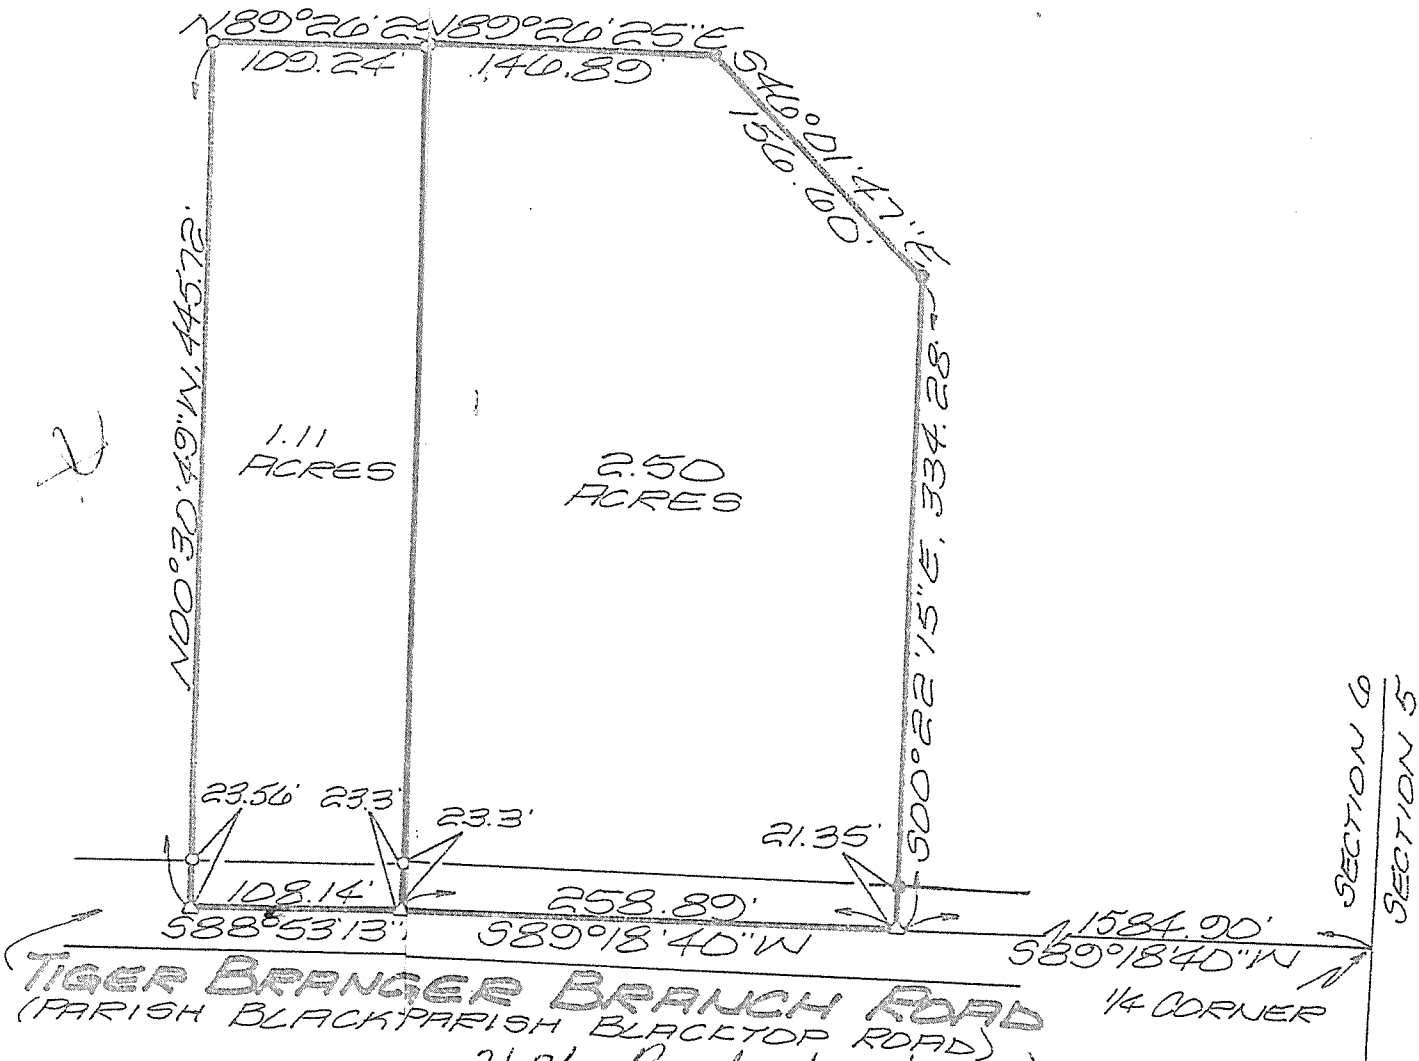 N89°26'25
N89°26'25"E
109.24'
146.89'
S46°01'47"E
156.60'
N00°30'49"W, 445.72'
1.11
ACRES
2.50
ACRES
S00°22'15"E, 334.28'
SECTION 6
SECTION 5
23.56'
23.3'
23.3'
21.35'
108.14'
258.89'
1584.90'
S88°53'13"
S89°18'40"W
S89°18'40"W
TIGER BRANGER BRANCH ROAD
1/4 CORNER
(PARISH BLACKPARISH BLACKTOP ROAD)